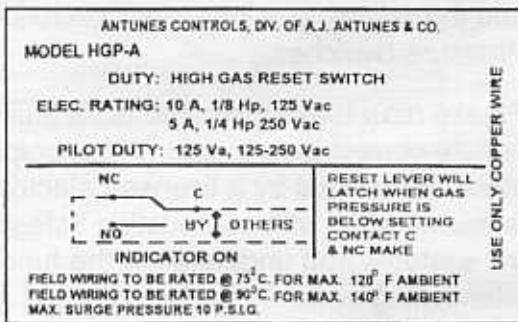 ANTUNES CONTROLS, DIV. OF A.J. ANTUNES & CO.
MODEL HGP-A
DUTY: HIGH GAS RESET SWITCH
ELEC. RATING: 10 A, 1/8 Hp, 125 Vac
5 A, 1/4 Hp 250 Vac
PILOT DUTY: 125 Va, 125-250 Vac
NC
C
NO
BY OTHERS
INDICATOR ON
RESET LEVER WILL
LATCH WHEN GAS
PRESSURE IS
BELOW SETTING
CONTACT C
& NC MAKE
FIELD WIRING TO BE RATED @ 75°C. FOR MAX. 120° F AMBIENT
FIELD WIRING TO BE RATED @ 90°C. FOR MAX. 140° F AMBIENT
MAX. SURGE PRESSURE 10 P.S.I.G.
USE ONLY COPPER WIRE